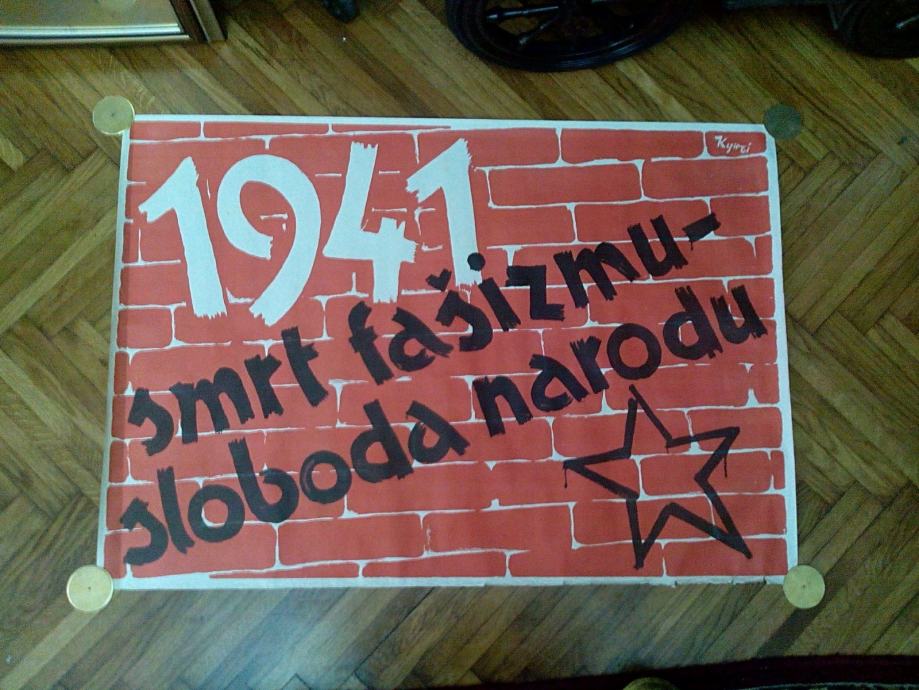 1941.
smrt fašizmu-
sloboda narodu